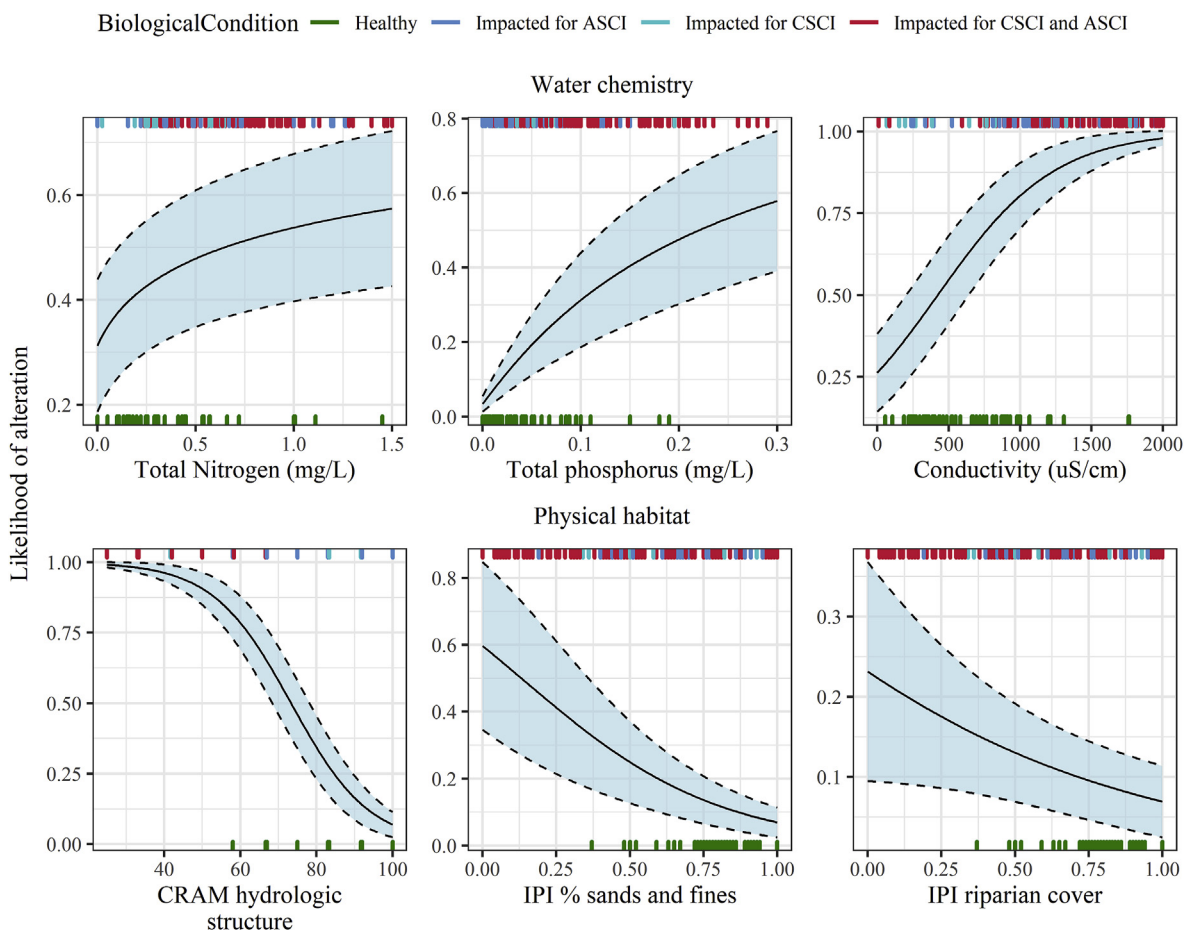 BiologicalCondition Healthy Impacted for ASCI Impacted for CSCI Impacted for CSCI and ASCI
Water chemistry
Likelihood of alteration
0.6
0.4
0.2
0.0 0.5 1.0 1.5
Total Nitrogen (mg/L)
0.8
0.6
0.4
0.2
0.0
0.0 0.1 0.2 0.3
Total phosphorus (mg/L)
1.00
0.75
0.50
0.25
0 500 1000 1500 2000
Conductivity (uS/cm)
Physical habitat
1.00
0.75
0.50
0.25
0.00
40 60 80 100
CRAM hydrologic
structure
0.8
0.6
0.4
0.2
0.0
0.00 0.25 0.50 0.75 1.00
IPI % sands and fines
0.3
0.2
0.1
0.00 0.25 0.50 0.75 1.00
IPI riparian cover